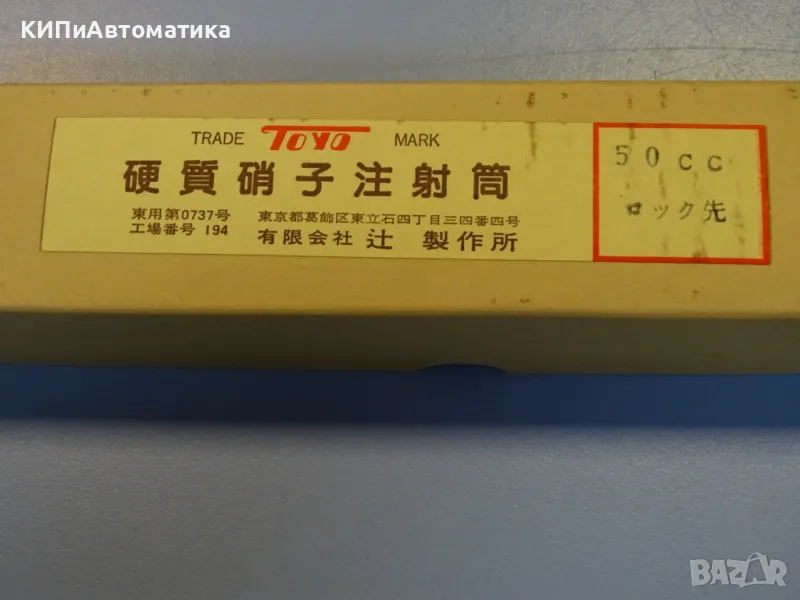 КИПиАвтоматика
TRADE TOYO MARK
硬質硝子注射筒
東用第0737号
工場番号 194
東京都葛飾区東立石四丁目三四番四号
有限会社 辻 製作所
50cc
ロック先
BAZAR